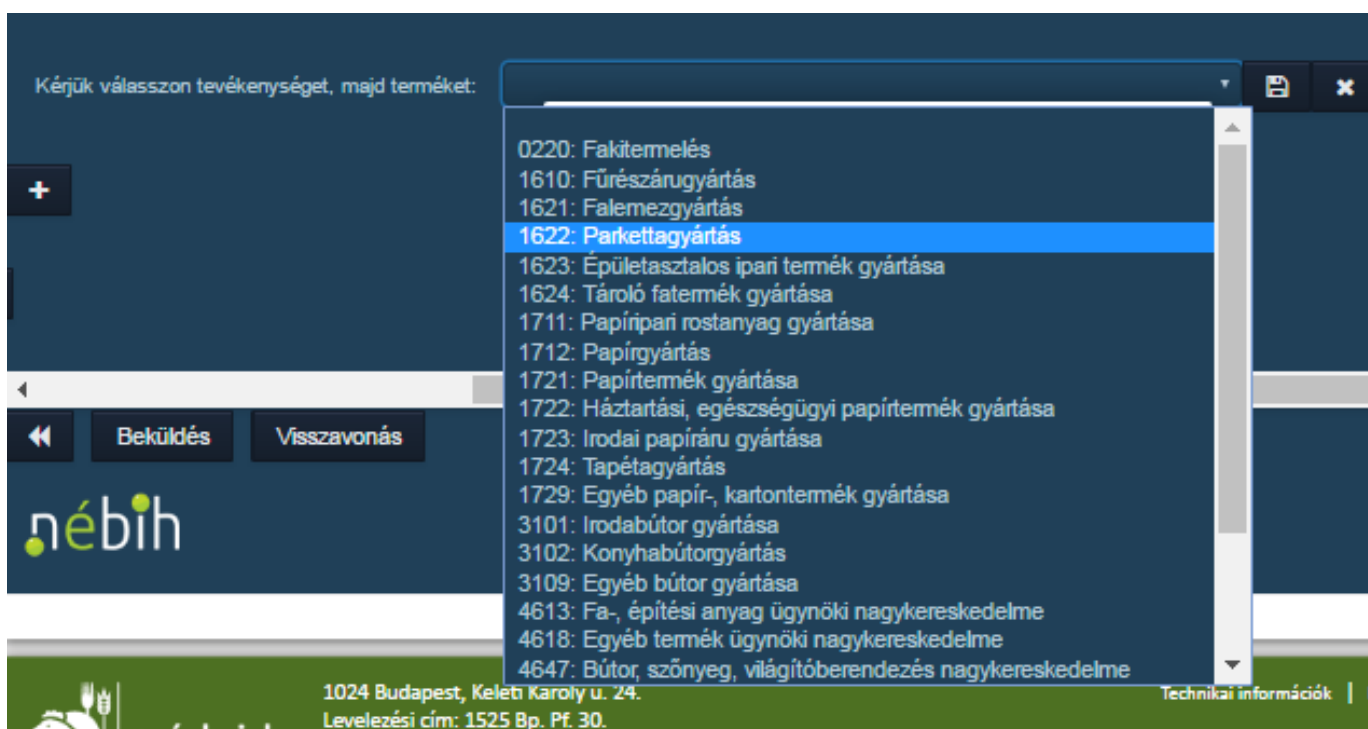 Kérjük válasszon tevékenységet, majd terméket:
0220: Fakitermelés
1610: Fűrészárugyártás
1621: Falemezgyártás
1622: Parkettagyártás
1623: Épületasztalos ipari termék gyártása
1624: Tároló fatermék gyártása
1711: Papíripari rostanyag gyártása
1712: Papírgyártás
1721: Papírtermék gyártása
1722: Háztartási, egészségügyi papírtermék gyártása
1723: Irodai papíráru gyártása
1724: Tapétagyártás
1729: Egyéb papír-, kartontermék gyártása
3101: Irodabútor gyártása
3102: Konyhabútorgyártás
3109: Egyéb bútor gyártása
4613: Fa-, építési anyag ügynöki nagykereskedelme
4618: Egyéb termék ügynöki nagykereskedelme
4647: Bútor, szőnyeg, világítóberendezés nagykereskedelme
Beküldés Visszavonás
nébih
1024 Budapest, Keleti Károly u. 24.
Levelezési cím: 1525 Bp. Pf. 30.
Technikai információk |